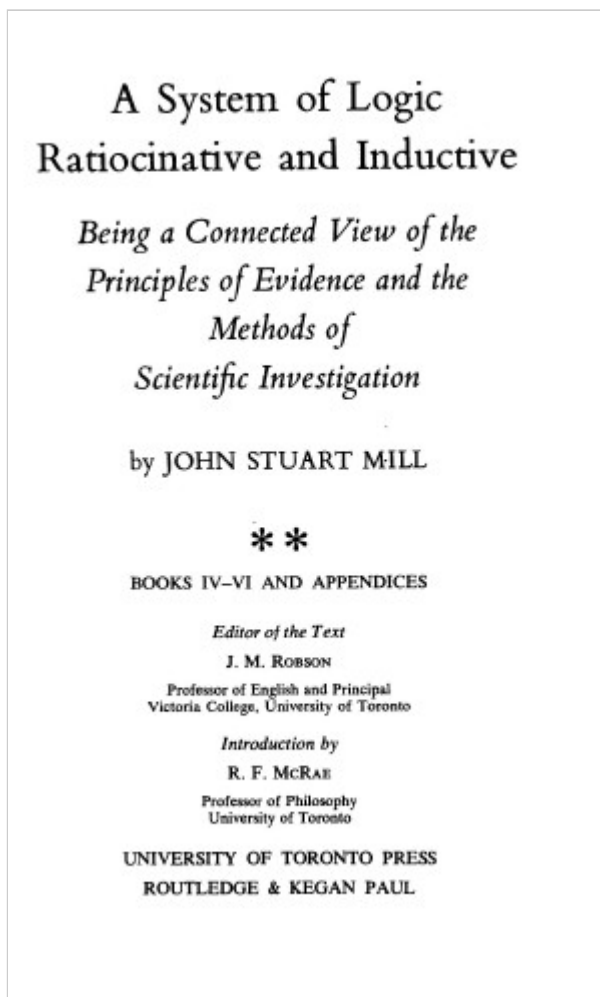 A System of Logic
Ratiocinative and Inductive
Being a Connected View of the
Principles of Evidence and the
Methods of
Scientific Investigation
by JOHN STUART MILL
**
BOOKS IV–VI AND APPENDICES
Editor of the Text
J. M. ROBSON
Professor of English and Principal
Victoria College, University of Toronto
Introduction by
R. F. MCRAE
Professor of Philosophy
University of Toronto
UNIVERSITY OF TORONTO PRESS
ROUTLEDGE & KEGAN PAUL